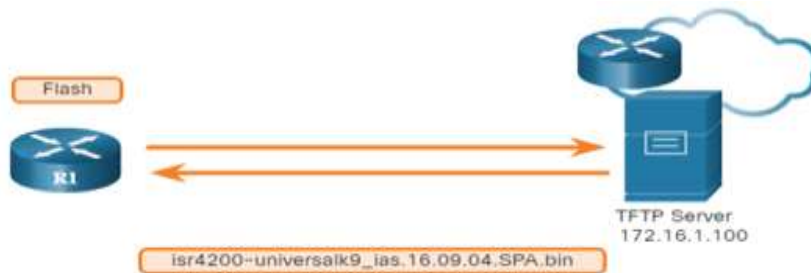 Flash
R1
TFTP Server
172.16.1.100
isr4200-universalk9_ias.16.09.04.SPA.bin